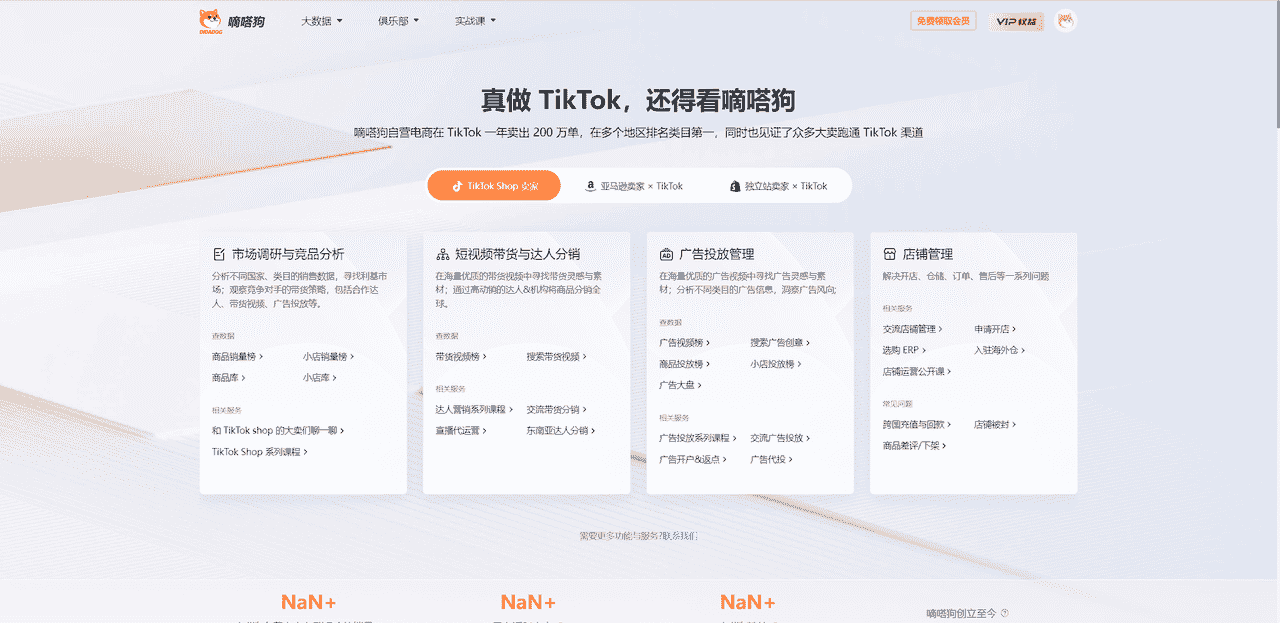 嘀嗒狗
DIDADOG
大数据
俱乐部
实战课
免费领取会员
VIP 权益
真做 TikTok，还得看嘀嗒狗
嘀嗒狗自营电商在 TikTok 一年卖出 200 万单，在多个地区排名类目第一，同时也见证了众多大卖跑通 TikTok 渠道
TikTok Shop 卖家
亚马逊卖家 × TikTok
独立站卖家 × TikTok
市场调研与竞品分析
分析不同国家、类目的销售数据，寻找利基市
场；观察竞争对手的带货策略，包括合作达
人、带货视频、广告投放等。
查数据
商品销量榜 ›
小店销量榜 ›
商品库 ›
小店库 ›
相关服务
和 TikTok shop 的大卖们聊一聊 ›
TikTok Shop 系列课程 ›
短视频带货与达人分销
在海量优质的带货视频中寻找带货灵感与素
材；通过高动销的达人&机构将商品分销全
球。
查数据
带货视频榜 ›
搜索带货视频 ›
相关服务
达人营销系列课程 ›
交流带货分销 ›
直播代运营 ›
东南亚达人分销 ›
AD
广告投放管理
在海量优质的广告视频中寻找广告灵感与素
材；分析不同类目的广告信息，洞察广告风向;
查数据
广告视频榜 ›
搜索广告创意 ›
商品投放榜 ›
小店投放榜 ›
广告大盘 ›
相关服务
广告投放系列课程 ›
交流广告投放 ›
广告开户&返点 ›
广告代投 ›
店铺管理
解决开店、仓储、订单、售后等一系列问题
相关服务
交流店铺管理 ›
申请开店 ›
选购 ERP ›
入驻海外仓 ›
店铺运营公开课 ›
常见问题
跨国充值与回款 ›
店铺被封 ›
商品差评/下架 ›
需要更多功能与服务?联系我们
NaN+
NaN+
NaN+
嘀嗒狗创立至今